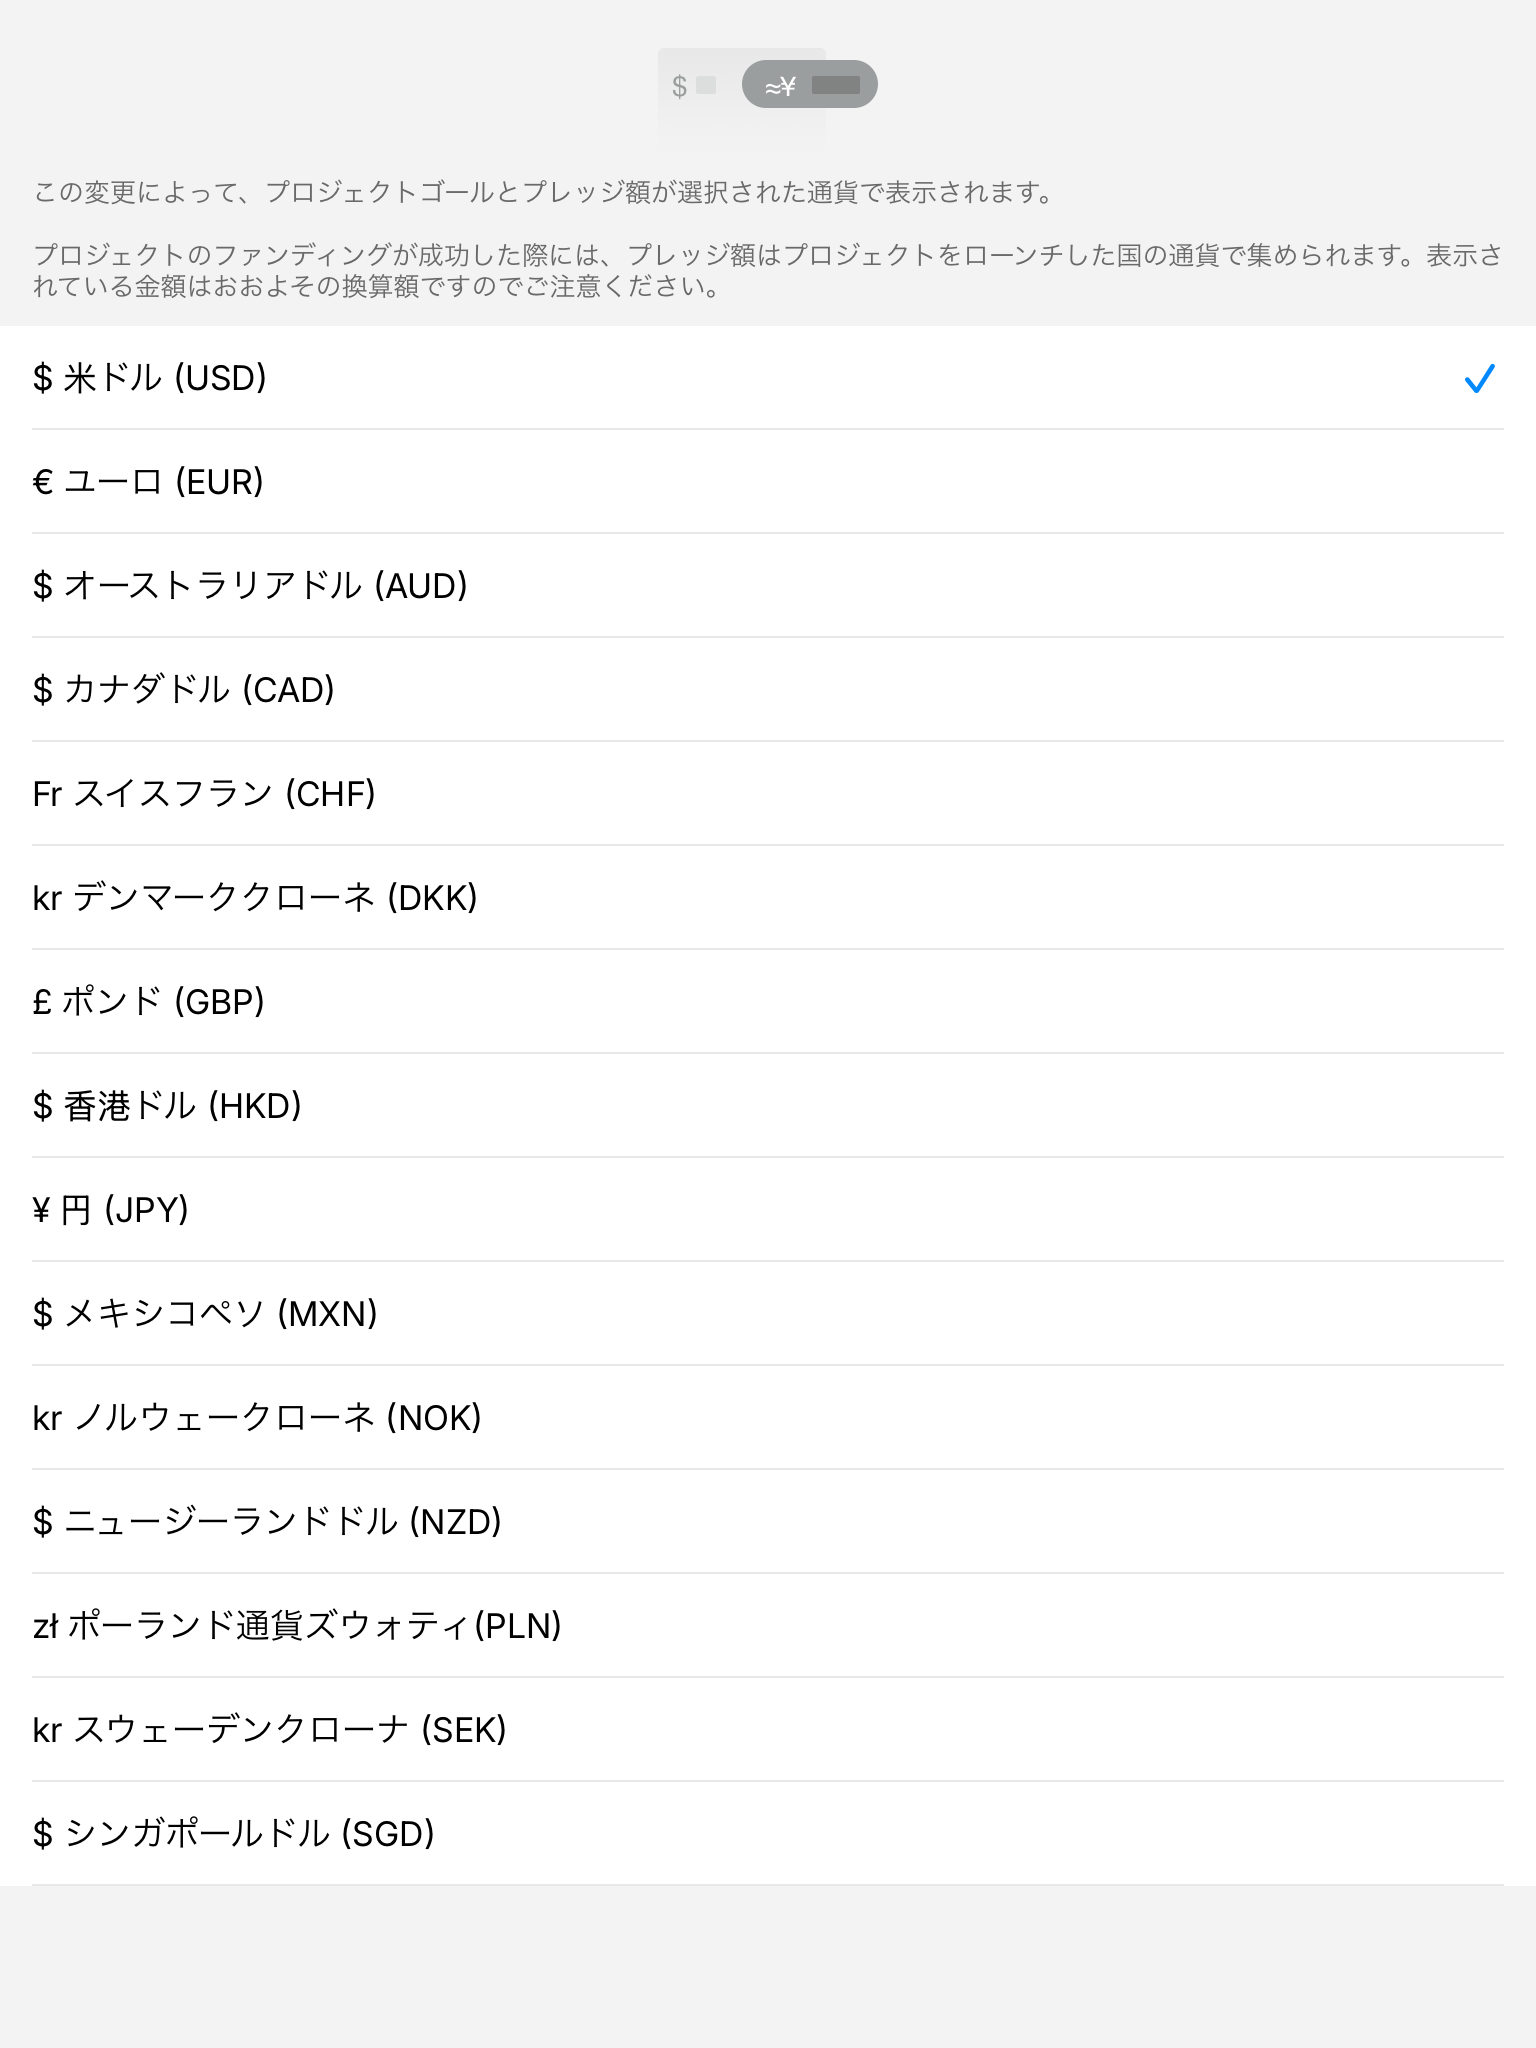 $ ≈¥
この変更によって、プロジェクトゴールとプレッジ額が選択された通貨で表示されます。
プロジェクトのファンディングが成功した際には、プレッジ額はプロジェクトをローンチした国の通貨で集められます。表示さ
れている金額はおおよその換算額ですのでご注意ください。
$ 米ドル (USD)
€ ユーロ (EUR)
$ オーストラリアドル (AUD)
$ カナダドル (CAD)
Fr スイスフラン (CHF)
kr デンマーククローネ (DKK)
£ ポンド (GBP)
$ 香港ドル (HKD)
¥ 円 (JPY)
$ メキシコペソ (MXN)
kr ノルウェークローネ (NOK)
$ ニュージーランドドル (NZD)
zł ポーランド通貨ズウォティ(PLN)
kr スウェーデンクローナ (SEK)
$ シンガポールドル (SGD)